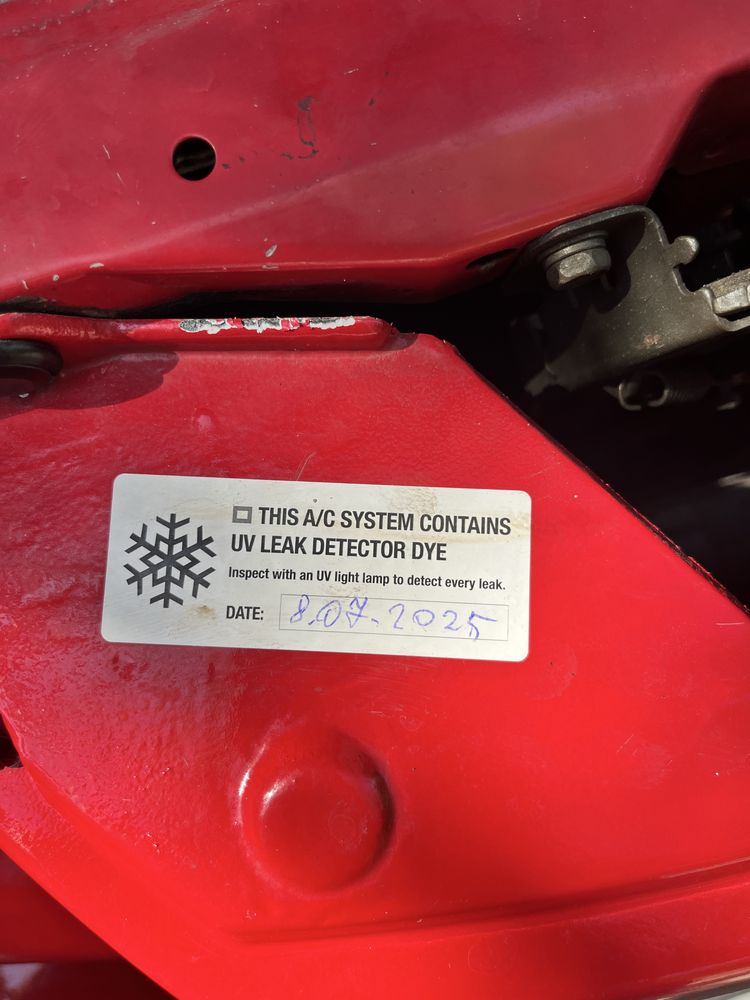 THIS A/C SYSTEM CONTAINS
UV LEAK DETECTOR DYE
Inspect with an UV light lamp to detect every leak.
DATE: 8.07.2025